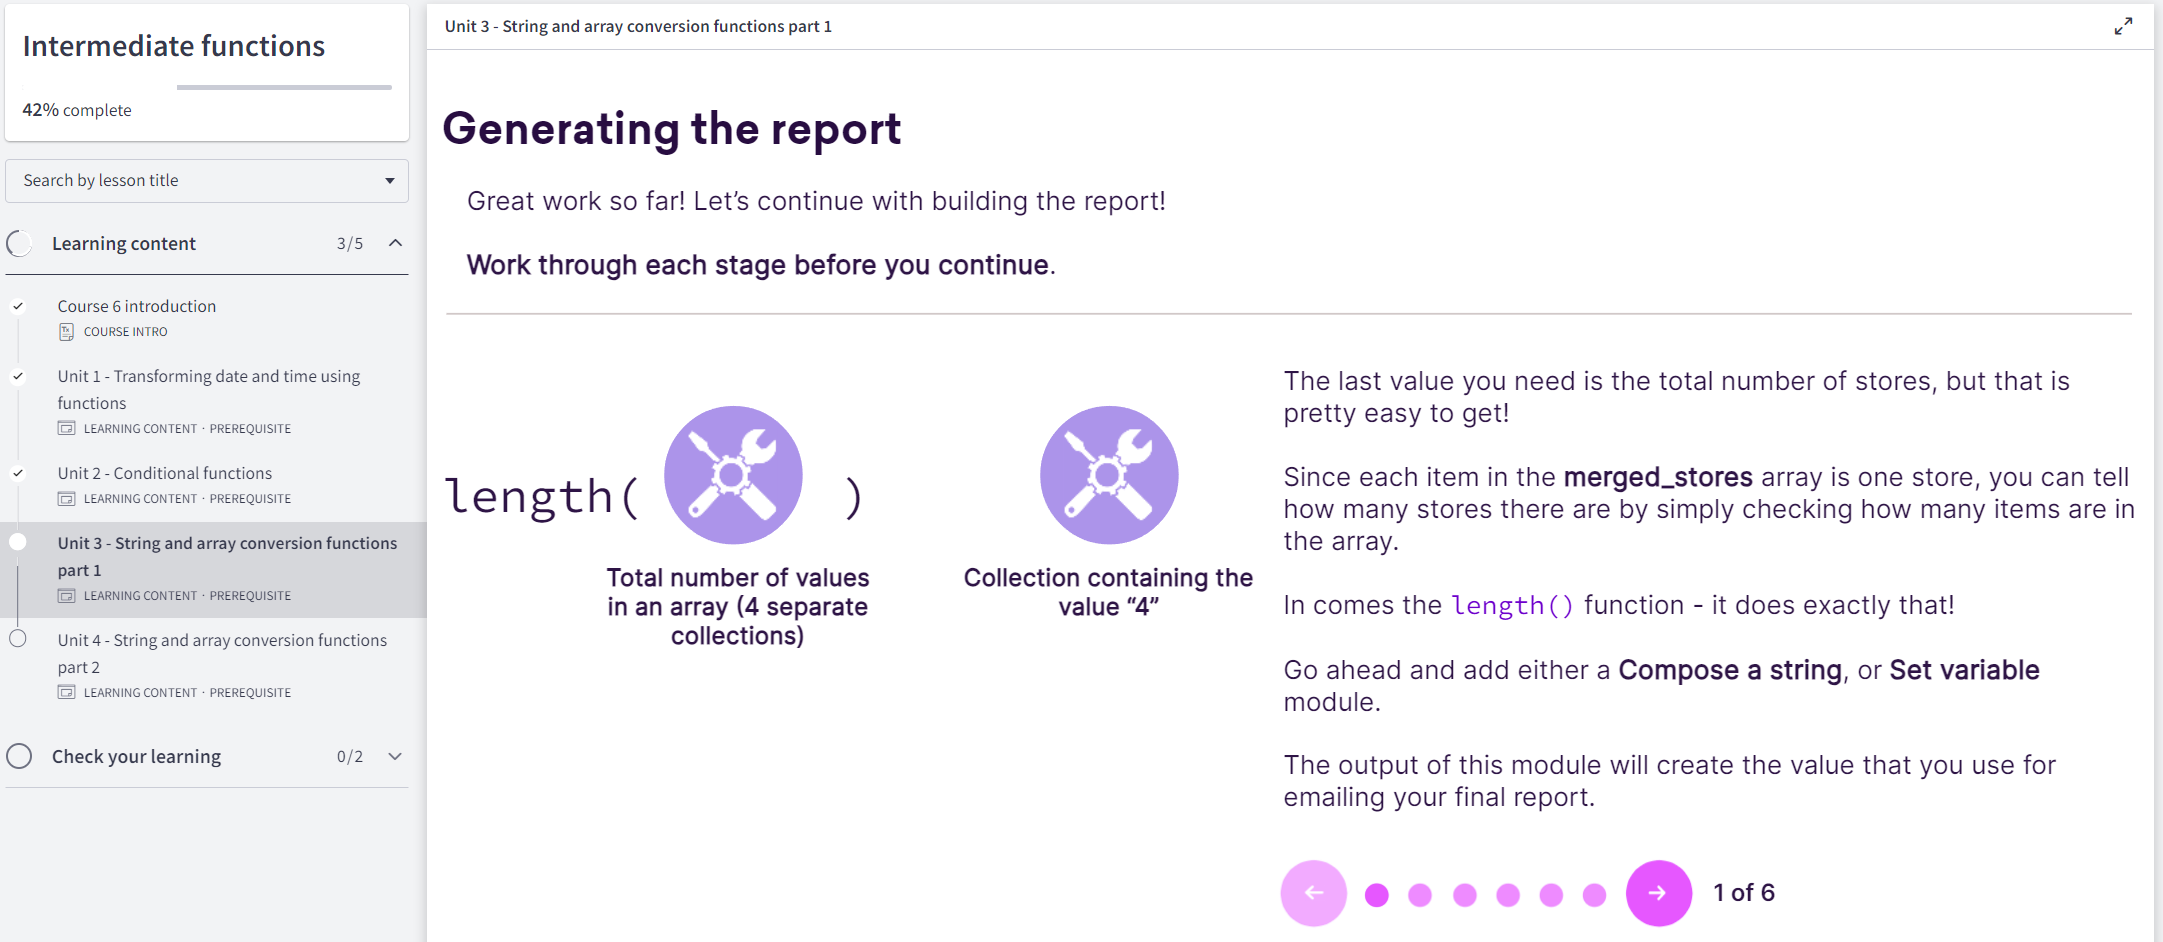 Intermediate functions
42% complete
Search by lesson title
Learning content 3/5
Course 6 introduction
COURSE INTRO
Unit 1 - Transforming date and time using
functions
LEARNING CONTENT · PREREQUISITE
Unit 2 - Conditional functions
LEARNING CONTENT · PREREQUISITE
Unit 3 - String and array conversion functions
part 1
LEARNING CONTENT · PREREQUISITE
Unit 4 - String and array conversion functions
part 2
LEARNING CONTENT · PREREQUISITE
Check your learning 0/2
Unit 3 - String and array conversion functions part 1
Generating the report
Great work so far! Let’s continue with building the report!
Work through each stage before you continue.
length( )
Total number of values
in an array (4 separate
collections)
Collection containing the
value “4”
The last value you need is the total number of stores, but that is
pretty easy to get!
Since each item in the merged_stores array is one store, you can tell
how many stores there are by simply checking how many items are in
the array.
In comes the length() function - it does exactly that!
Go ahead and add either a Compose a string, or Set variable
module.
The output of this module will create the value that you use for
emailing your final report.
1 of 6